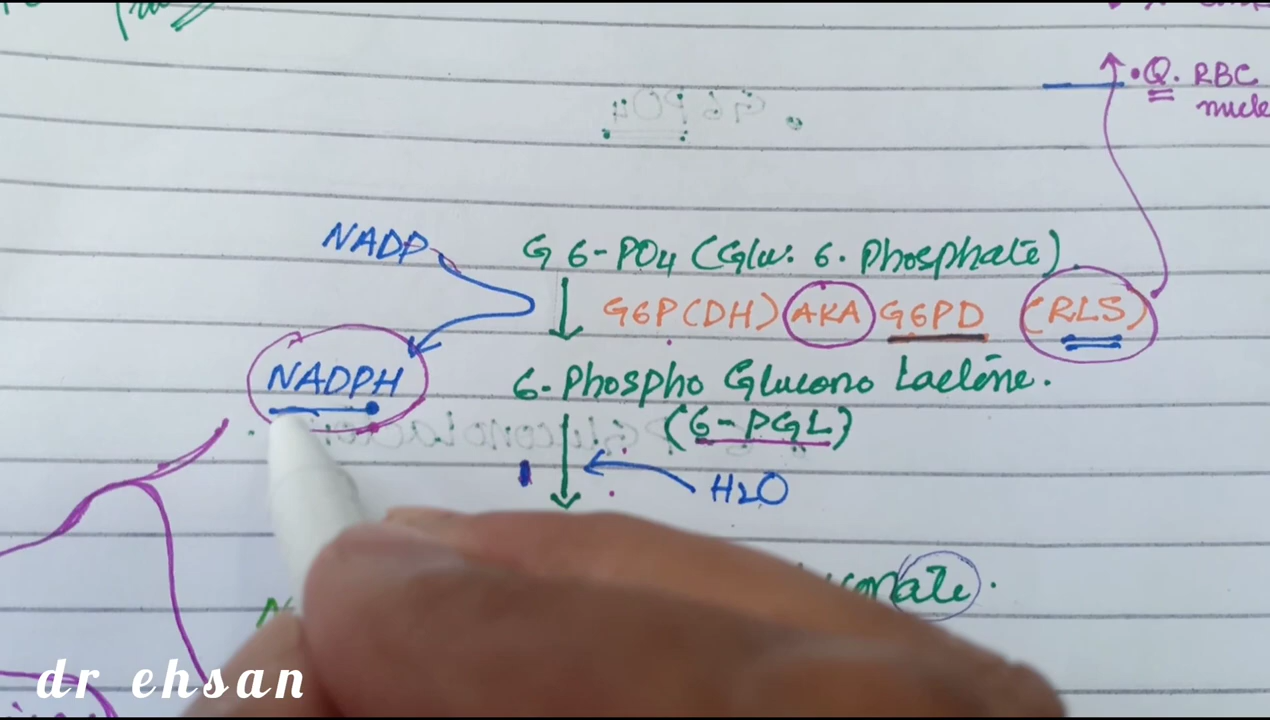 •Q. RBC
NADP
G 6-PO4 (Glu. 6. Phosphate)
G6P(DH) AKA G6PD (RLS)
NADPH
6-Phospho Glucono Lactone.
(6-PGL)
H2O
dr ehsan